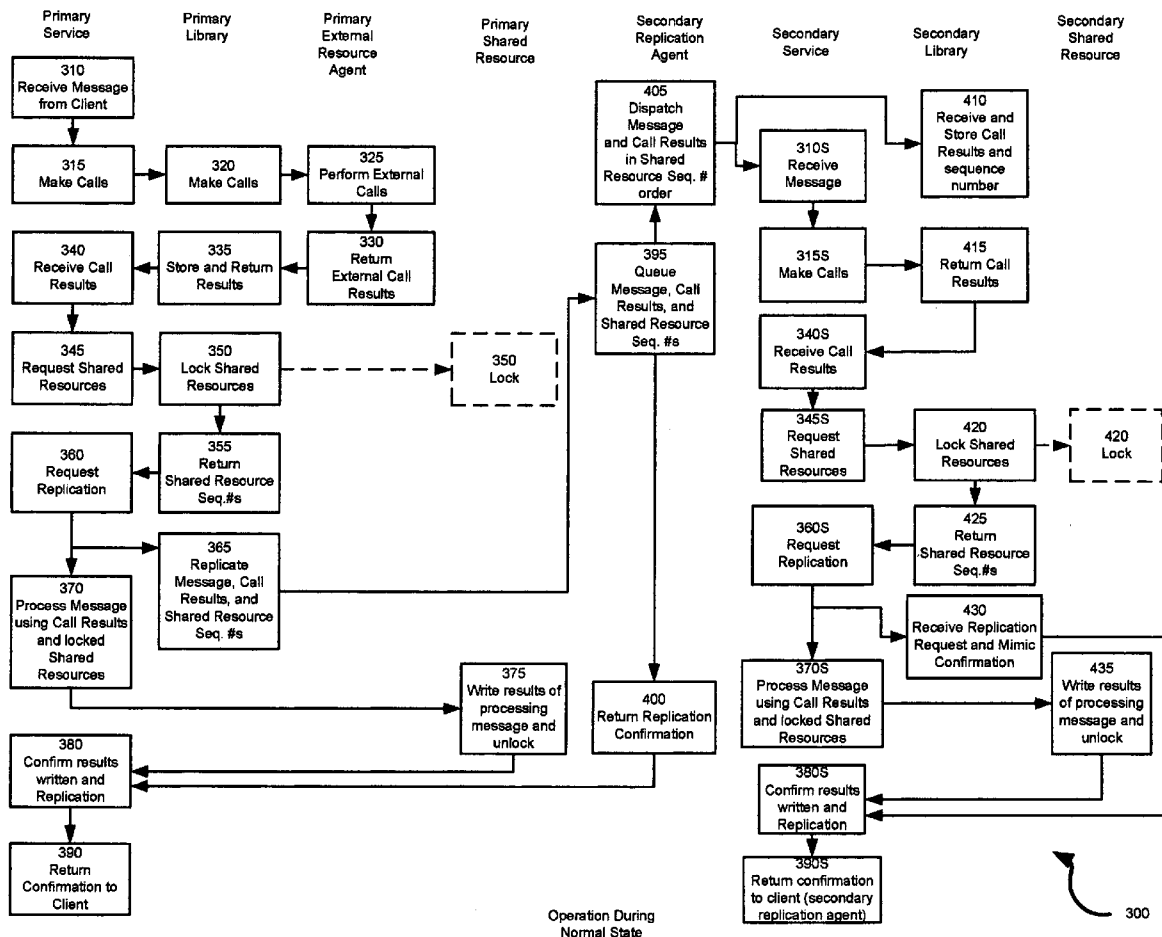 Primary
Service
Primary
Library
Primary
External
Resource
Agent
Primary
Shared
Resource
Secondary
Replication
Agent
Secondary
Service
Secondary
Library
Secondary
Shared
Resource
310
Receive Message
from Client
315
Make Calls
320
Make Calls
325
Perform External
Calls
340
Receive Call
Results
335
Store and Return
Results
330
Return
External Call
Results
345
Request Shared
Resources
350
Lock Shared
Resources
350
Lock
360
Request
Replication
355
Return
Shared Resource
Seq.#s
365
Replicate
Message, Call
Results, and
Shared Resource
Seq. #s
370
Process Message
using Call Results
and locked
Shared
Resources
375
Write results of
processing
message and
unlock
380
Confirm results
written and
Replication
390
Return
Confirmation to
Client
405
Dispatch
Message
and Call Results
in Shared
Resource Seq. #
order
395
Queue
Message, Call
Results, and
Shared Resource
Seq. #s
400
Return Replication
Confirmation
310S
Receive
Message
410
Receive and
Store Call
Results and
sequence
number
315S
Make Calls
415
Return Call
Results
340S
Receive Call
Results
345S
Request
Shared
Resources
420
Lock Shared
Resources
420
Lock
360S
Request
Replication
425
Return
Shared Resource
Seq.#s
430
Receive Replication
Request and Mimic
Confirmation
370S
Process Message
using Call Results
and locked Shared
Resources
435
Write results
of processing
message and
unlock
380S
Confirm results
written and
Replication
390S
Return confirmation
to client (secondary
replication agent)
300
Operation During
Normal State